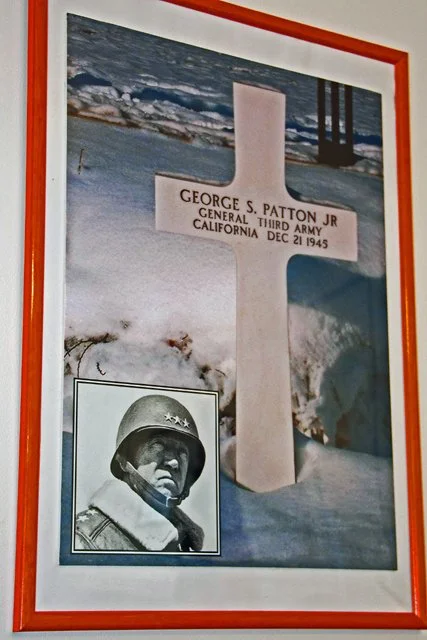 GEORGE S. PATTON JR
GENERAL THIRD ARMY
CALIFORNIA DEC 21 1945